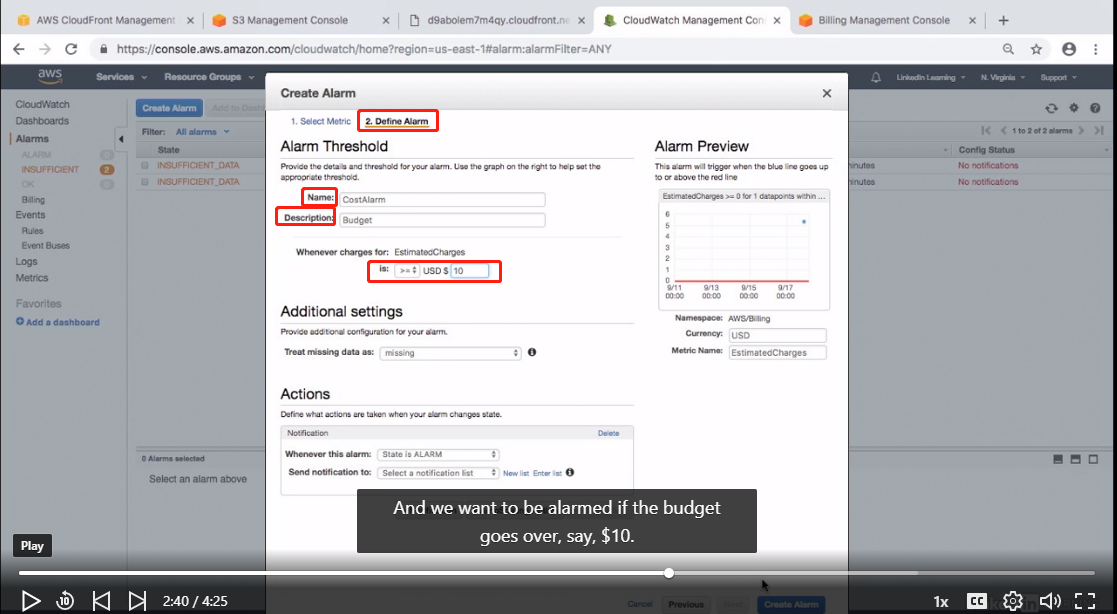 AWS CloudFront Management
S3 Management Console
d9abolem7m4qy.cloudfront.ne
CloudWatch Management Con
Billing Management Console
https://console.aws.amazon.com/cloudwatch/home?region=us-east-1#alarm:alarmFilter=ANY
aws
Services
Resource Groups
LinkedIn Learning
N. Virginia
Support
CloudWatch
Dashboards
Alarms
ALARM
INSUFFICIENT 2
OK
Billing
Events
Rules
Event Buses
Logs
Metrics
Favorites
Add a dashboard
Create Alarm
Add to Dash
Filter: All alarms
1 to 2 of 2 alarms
State
Config Status
INSUFFICIENT_DATA
minutes
No notifications
INSUFFICIENT_DATA
minutes
No notifications
0 Alarms selected
Select an alarm above
Create Alarm
1. Select Metric
2. Define Alarm
Alarm Threshold
Provide the details and threshold for your alarm. Use the graph on the right to help set the
appropriate threshold.
Name: CostAlarm
Description: Budget
Whenever charges for: EstimatedCharges
is: >= USD $ 10
Additional settings
Provide additional configuration for your alarm.
Treat missing data as: missing
Actions
Define what actions are taken when your alarm changes state.
Notification
Delete
Whenever this alarm: State is ALARM
Send notification to: Select a notification list New list Enter list
Alarm Preview
This alarm will trigger when the blue line goes up
to or above the red line
EstimatedCharges >= 0 for 1 datapoints within ...
6
5
4
3
2
1
0
9/11 9/13 9/15 9/17
00:00 00:00 00:00 00:00
Namespace: AWS/Billing
Currency: USD
Metric Name: EstimatedCharges
And we want to be alarmed if the budget
goes over, say, $10.
Cancel
Previous
Next
Create Alarm
Play
10
2:40 / 4:25
1x
CC